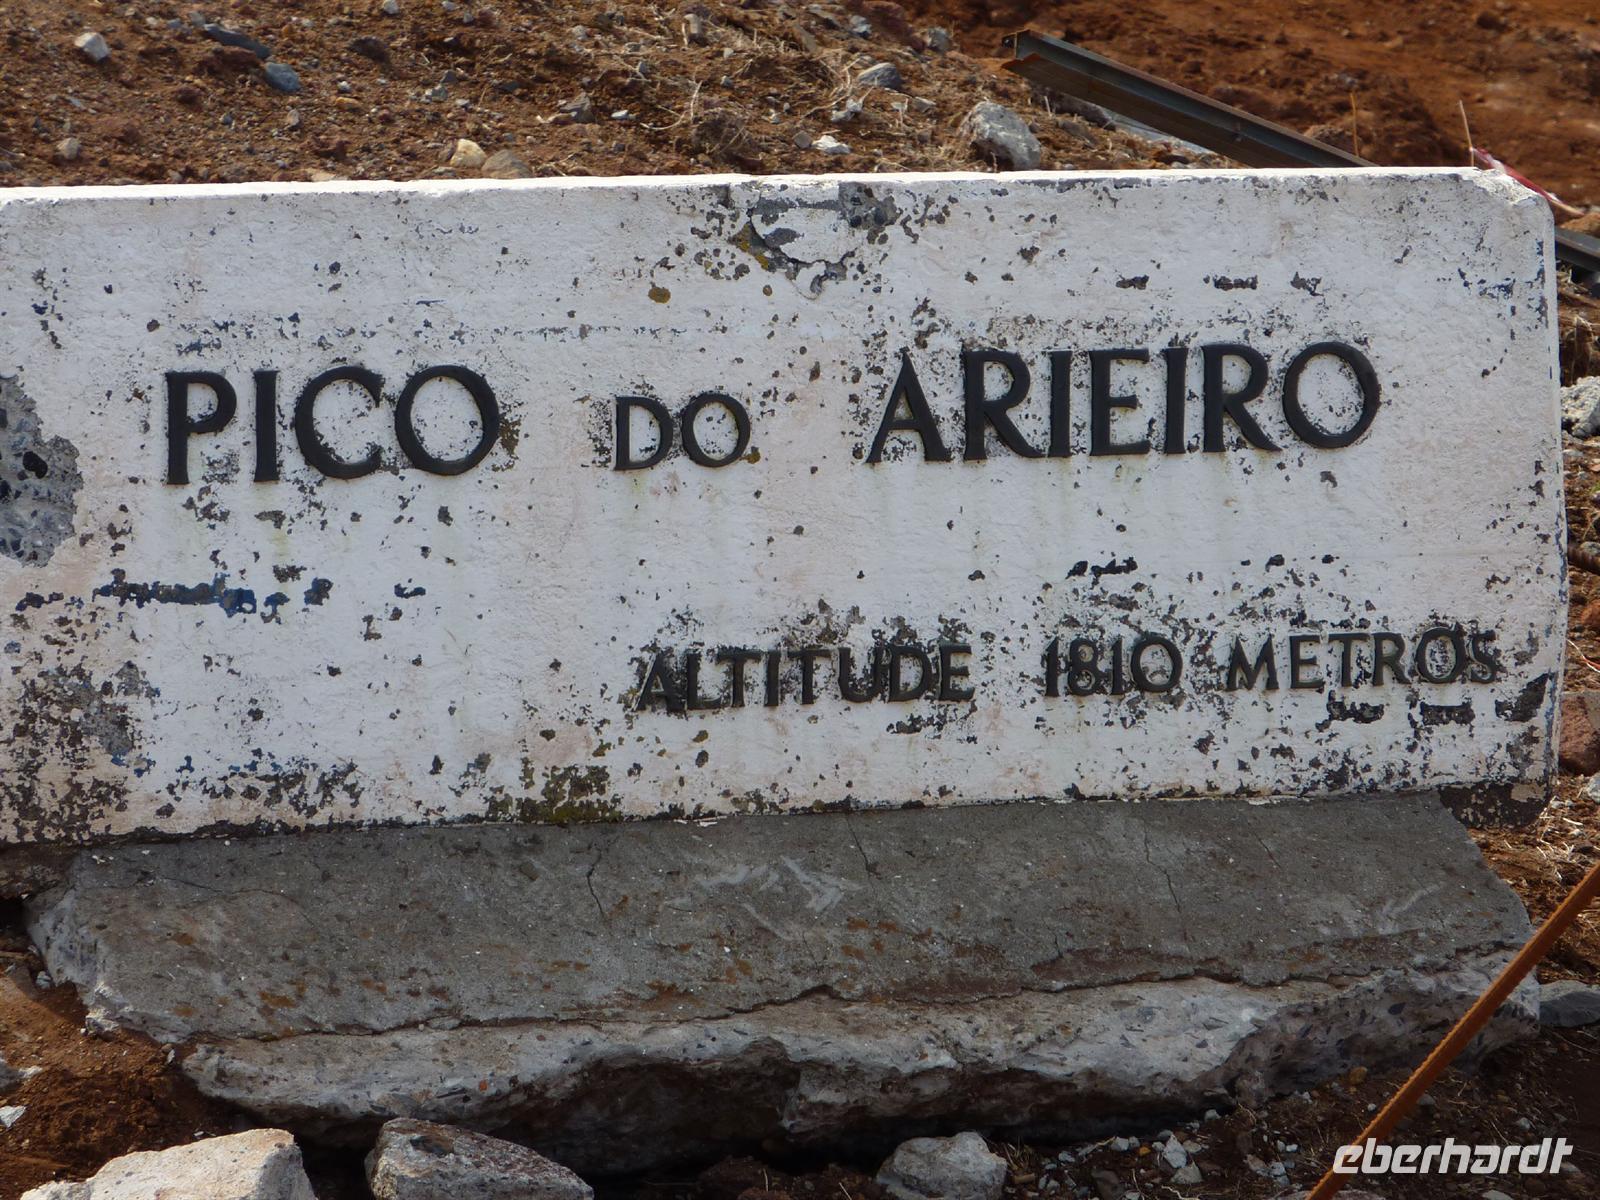 PICO DO ARIEIRO
ALTITUDE 1810 METROS
eberhardt